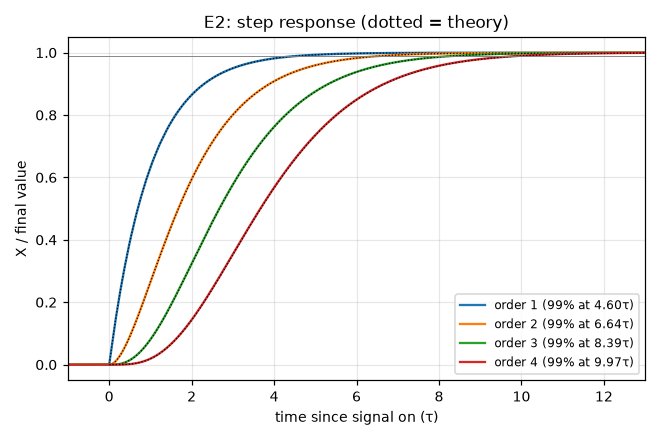 E2: step response (dotted = theory)
X / final value
1.0
0.8
0.6
0.4
0.2
0.0
order 1 (99% at 4.60τ)
order 2 (99% at 6.64τ)
order 3 (99% at 8.39τ)
order 4 (99% at 9.97τ)
0 2 4 6 8 10 12
time since signal on (τ)